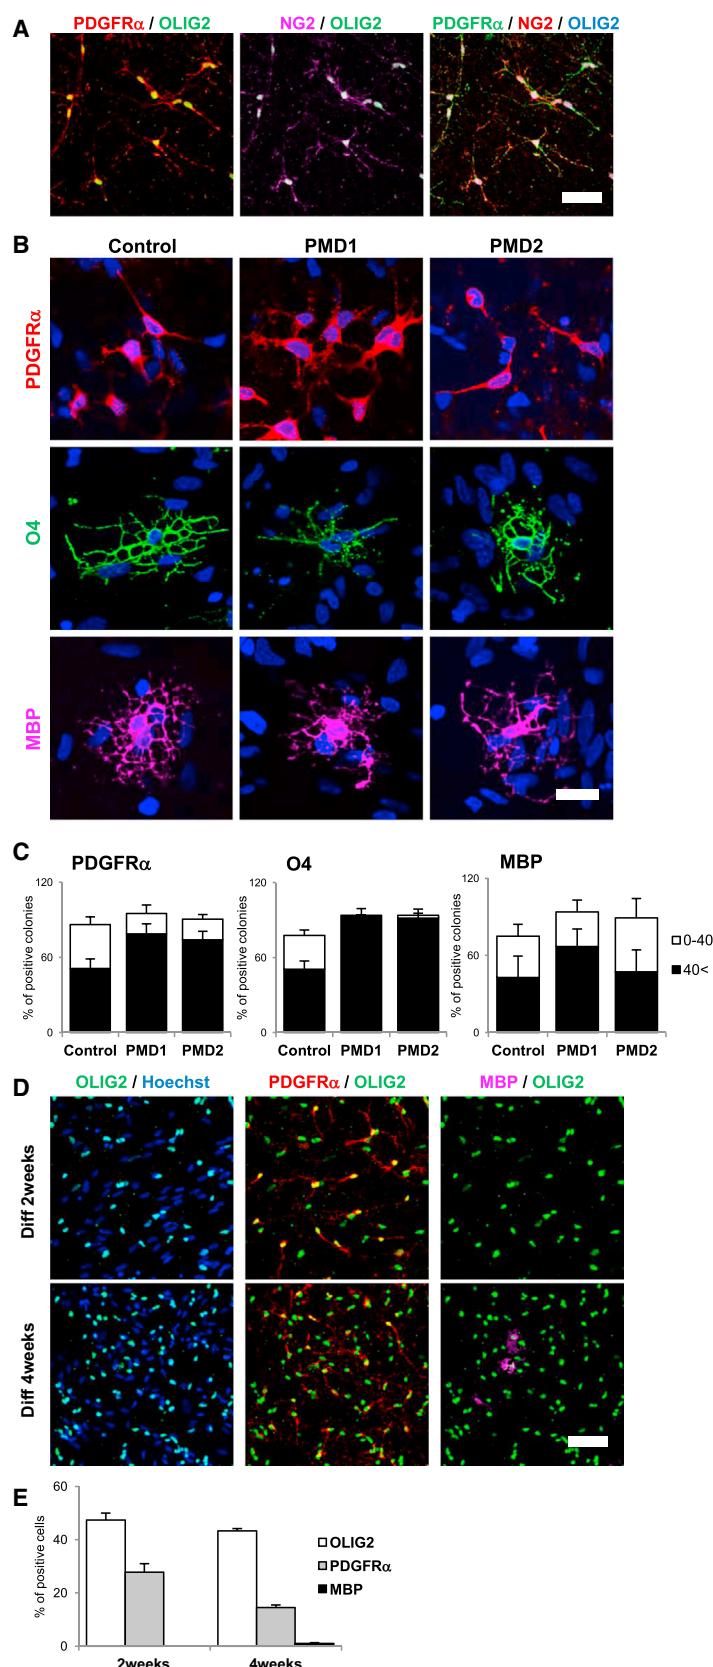 A
PDGFRα / OLIG2
NG2 / OLIG2
PDGFRα / NG2 / OLIG2
B
Control
PMD1
PMD2
PDGFRα
O4
MBP
C
PDGFRα
O4
MBP
% of positive colonies
120
60
0
Control
PMD1
PMD2
% of positive colonies
120
60
0
Control
PMD1
PMD2
% of positive colonies
120
60
0
Control
PMD1
PMD2
0-40
40<
D
OLIG2 / Hoechst
PDGFRα / OLIG2
MBP / OLIG2
Diff 2weeks
Diff 4weeks
E
% of positive cells
60
40
20
0
OLIG2
PDGFRα
MBP
2weeks
4weeks